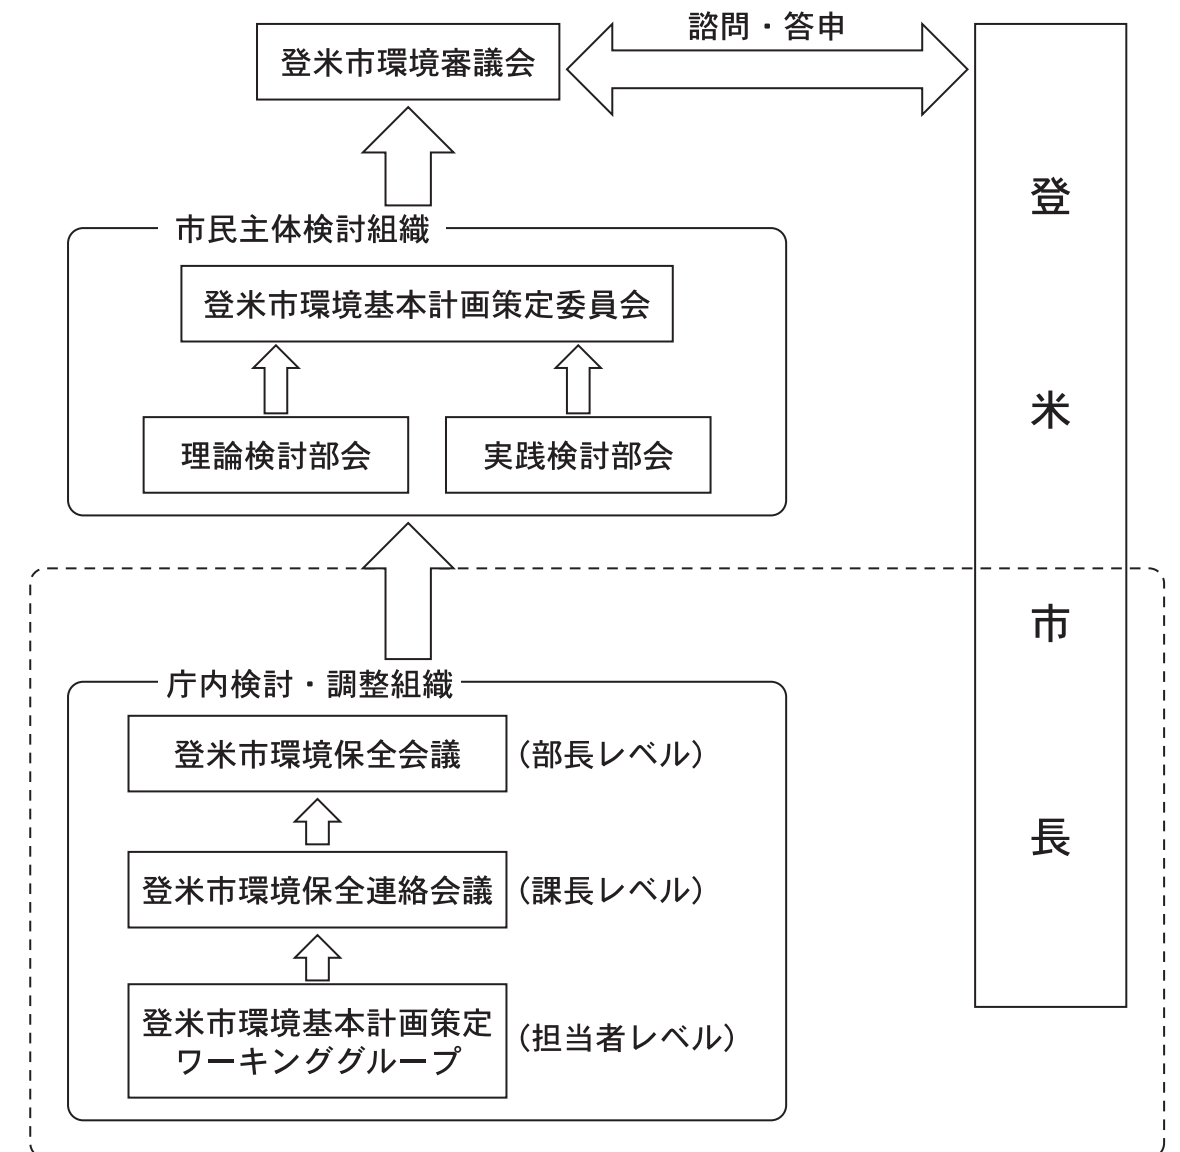 諮問・答申
登米市環境審議会
市民主体検討組織
登米市環境基本計画策定委員会
理論検討部会
実践検討部会
庁内検討・調整組織
登米市環境保全会議
（部長レベル）
登米市環境保全連絡会議
（課長レベル）
登米市環境基本計画策定
ワーキンググループ
（担当者レベル）
登米市長